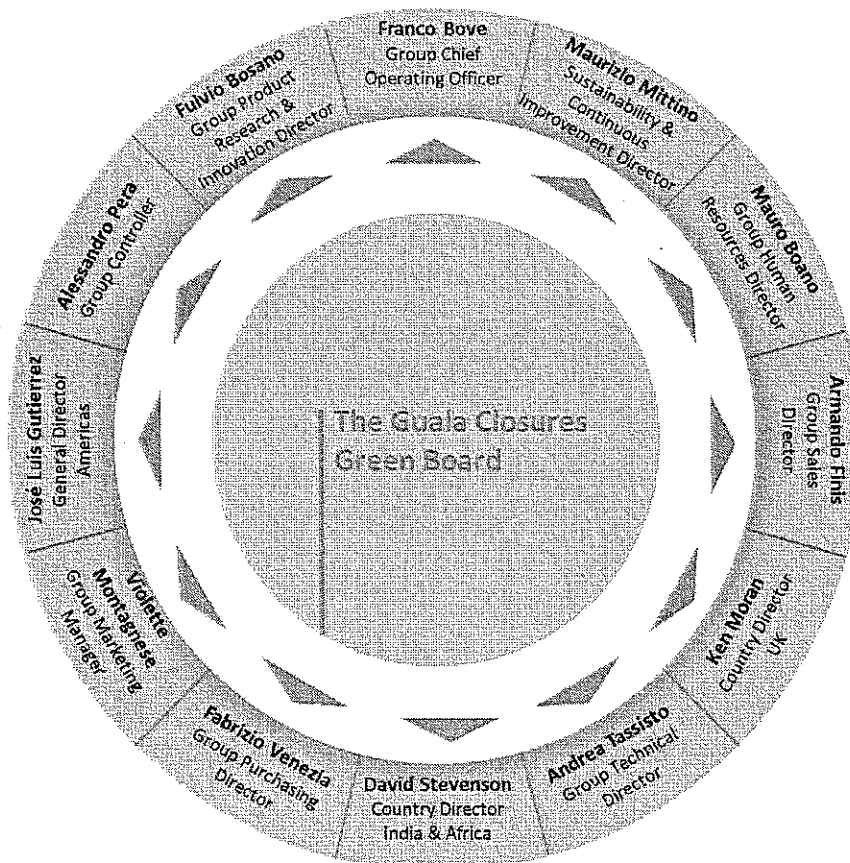 Franco Bove
Group Chief
Operating Officer
Maurizio Mittino
Sustainability &
Continuous
Improvement Director
Mauro Boano
Group Human
Resources Director
Armando Finis
Group Sales
Director
Ken Moran
Country Director
UK
Andrea Tassisto
Group Technical
Director
David Stevenson
Country Director
India & Africa
Fabrizio Venezia
Group Purchasing
Director
Violette
Montagnese
Group Marketing
Manager
José Luis Gutierrez
General Director
Americas
Alessandro Pera
Group Controller
Fulvio Bosano
Group Product
Research &
Innovation Director
The Guala Closures
Green Board